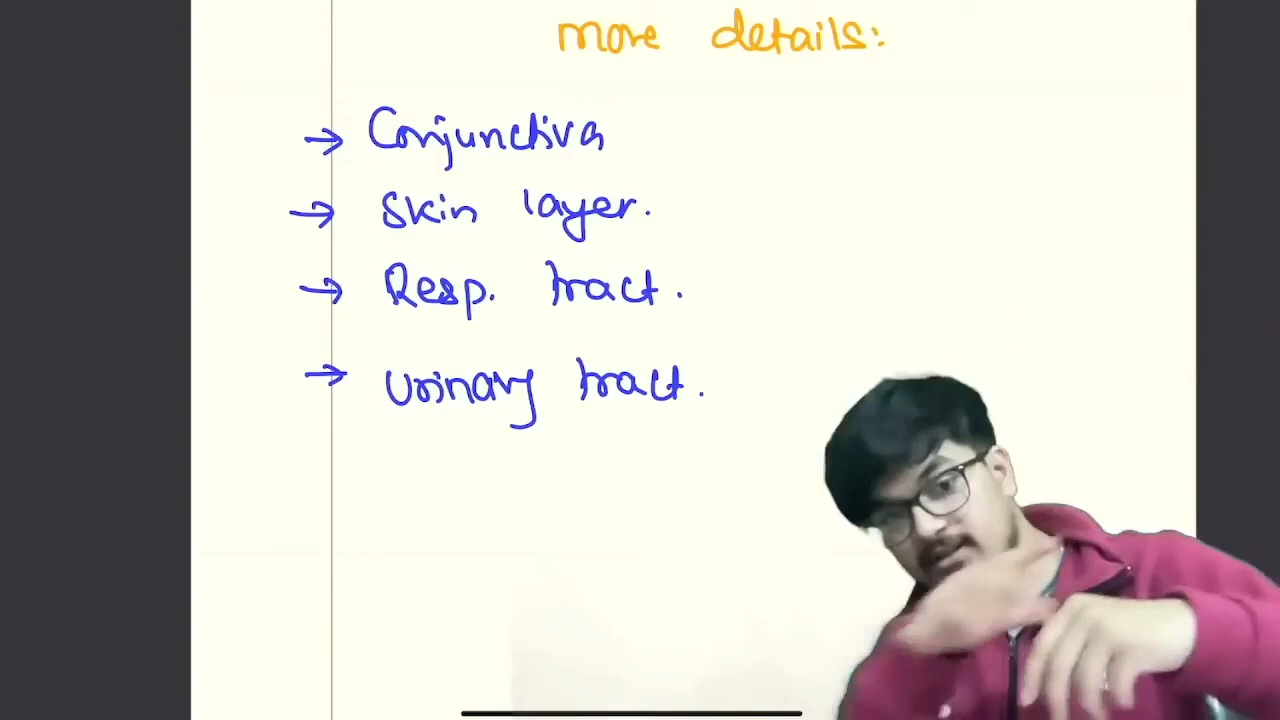 more details:
→ Conjunctiva
→ Skin layer.
→ Resp. tract.
→ Urinary tract.